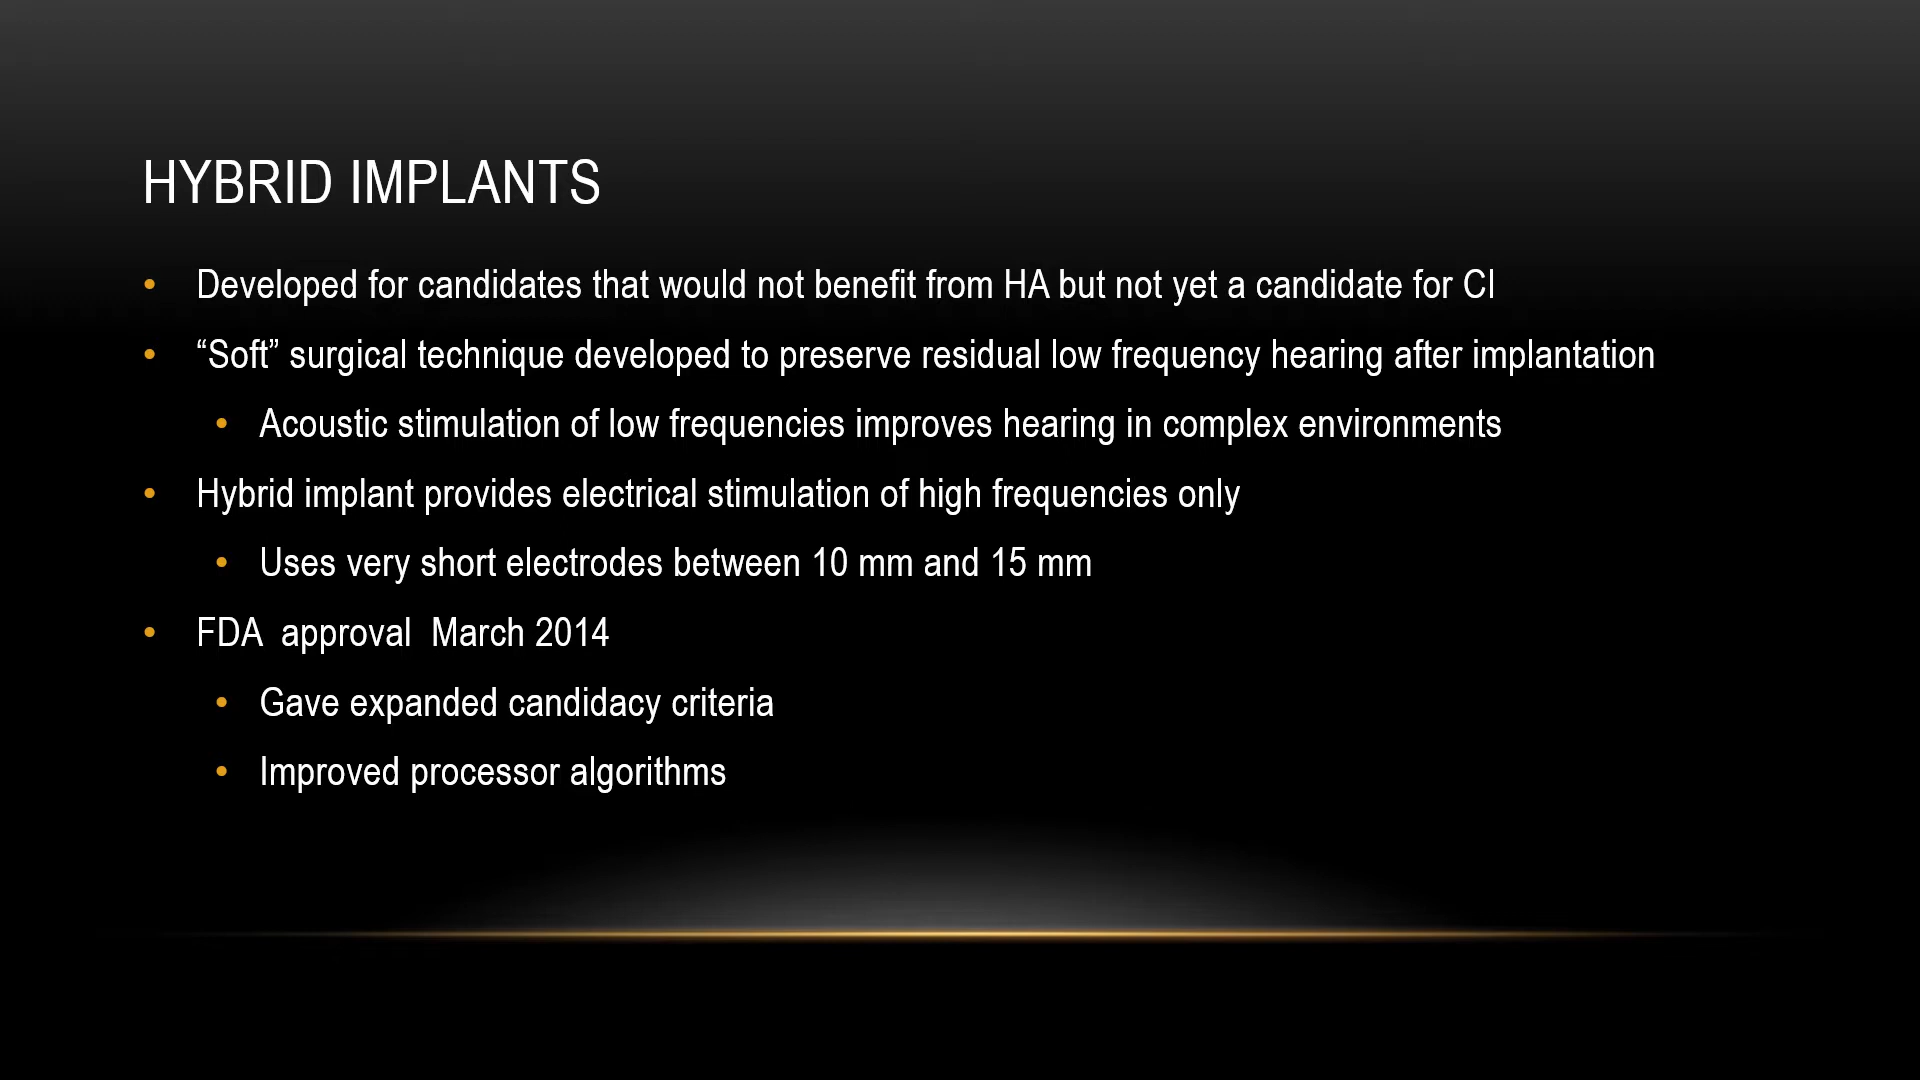 HYBRID IMPLANTS
• Developed for candidates that would not benefit from HA but not yet a candidate for CI
• “Soft” surgical technique developed to preserve residual low frequency hearing after implantation
• Acoustic stimulation of low frequencies improves hearing in complex environments
• Hybrid implant provides electrical stimulation of high frequencies only
• Uses very short electrodes between 10 mm and 15 mm
• FDA  approval  March 2014
• Gave expanded candidacy criteria
• Improved processor algorithms